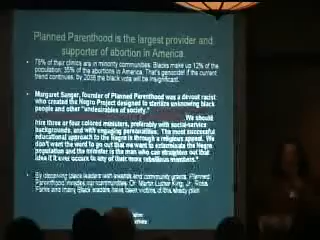 Planned Parenthood is the largest provider and
supporter of abortion in America.
78% of their clinics are in minority communities. Blacks make up 12% of the
population; 35% of the abortions in America. That's genocide! If the current
trend continues, by 2038 the black vote will be insignificant.
Margaret Sanger, founder of Planned Parenthood was a devout racist
who created the Negro Project designed to sterilize unknowing black
people and other "undesirables of society."
We should
hire three or four colored ministers, preferably with social-service
backgrounds, and with engaging personalities. The most successful
educational approach to the Negro is through a religious appeal. We
don't want the word to go out that we want to exterminate the Negro
population and the minister is the man who can straighten out that
idea if it ever occurs to any of their more rebellious members."
By deceiving black leaders with awards and community grants, Planned
Parenthood our communities. Dr. Martin Luther King, Jr., Rosa
Parks and many Black leaders have been victims of this plan